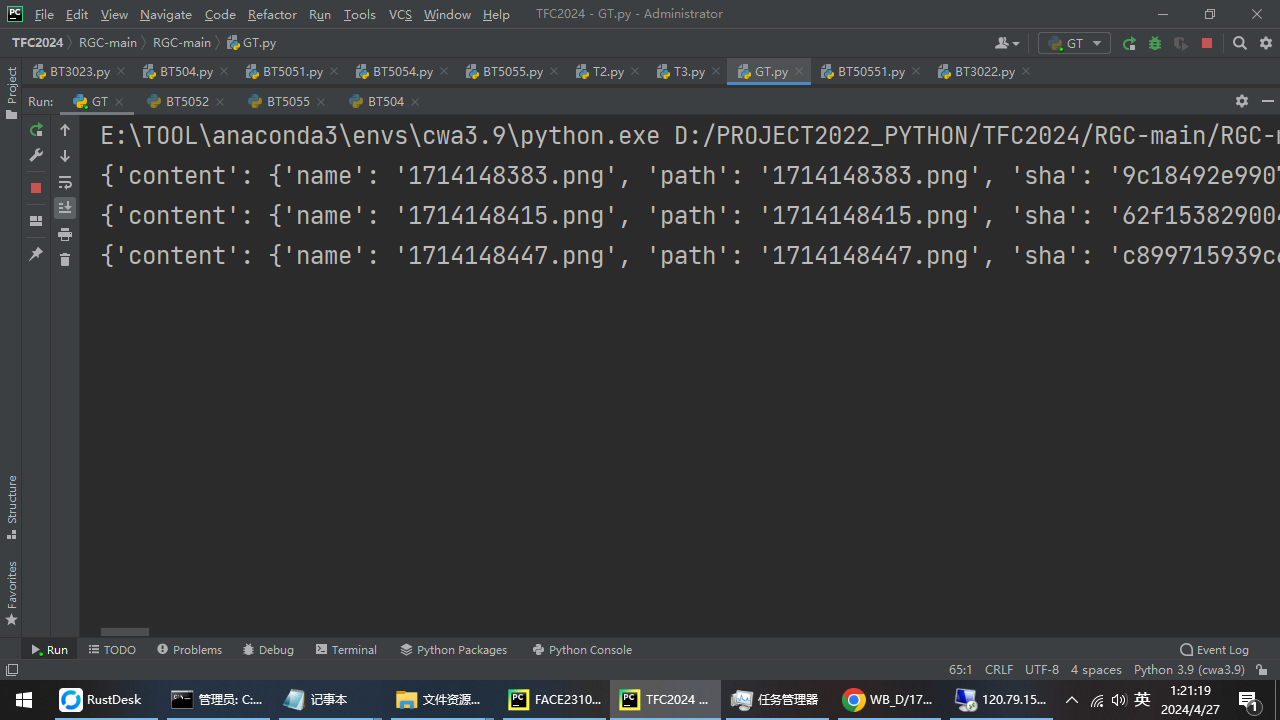 File Edit View Navigate Code Refactor Run Tools VCS Window Help TFC2024 - GT.py - Administrator
TFC2024 RGC-main RGC-main GT.py GT
BT3023.py BT504.py BT5051.py BT5054.py BT5055.py T2.py T3.py GT.py BT50551.py BT3022.py
Run: GT BT5052 BT5055 BT504
Project
E:\TOOL\anaconda3\envs\cwa3.9\python.exe D:/PROJECT2022_PYTHON/TFC2024/RGC-main/RGC-
{'content': {'name': '1714148383.png', 'path': '1714148383.png', 'sha': '9c18492e990
{'content': {'name': '1714148415.png', 'path': '1714148415.png', 'sha': '62f15382900
{'content': {'name': '1714148447.png', 'path': '1714148447.png', 'sha': 'c899715939c
Structure
Favorites
Run TODO Problems Debug Terminal Python Packages Python Console Event Log
65:1 CRLF UTF-8 4 spaces Python 3.9 (cwa3.9)
RustDesk 管理员: C:... 记事本 文件资源... FACE2310... TFC2024 ... 任务管理器 WB_D/17... 120.79.15... 英 1:21:19
2024/4/27 1